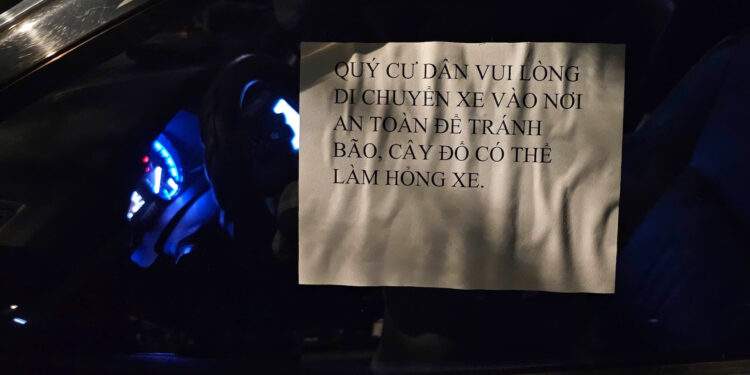 QUÝ CƯ DÂN VUI LÒNG
DI CHUYỂN XE VÀO NƠI
AN TOÀN ĐỂ TRÁNH
BÃO, CÂY ĐỔ CÓ THỂ
LÀM HỎNG XE.